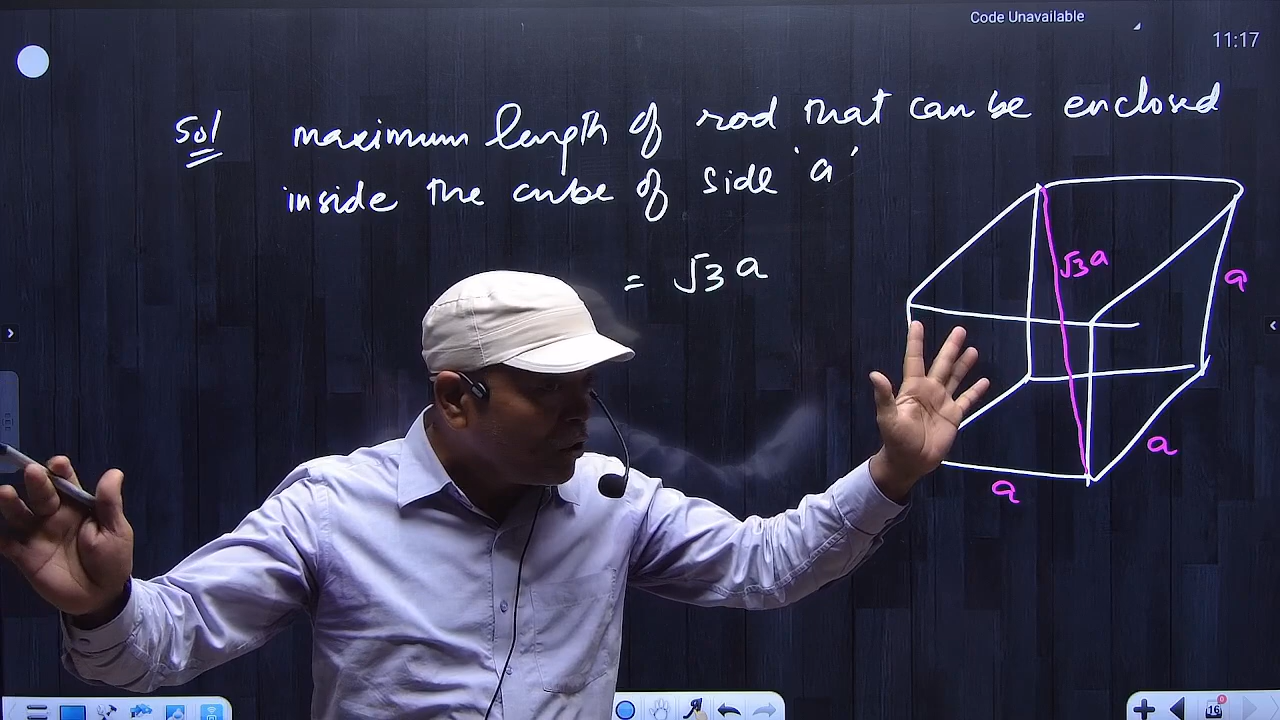 Code Unavailable
11:17
Sol maximum length of rod that can be enclosed
inside the cube of side 'a'
= √3 a
√3 a
a
a
a
16